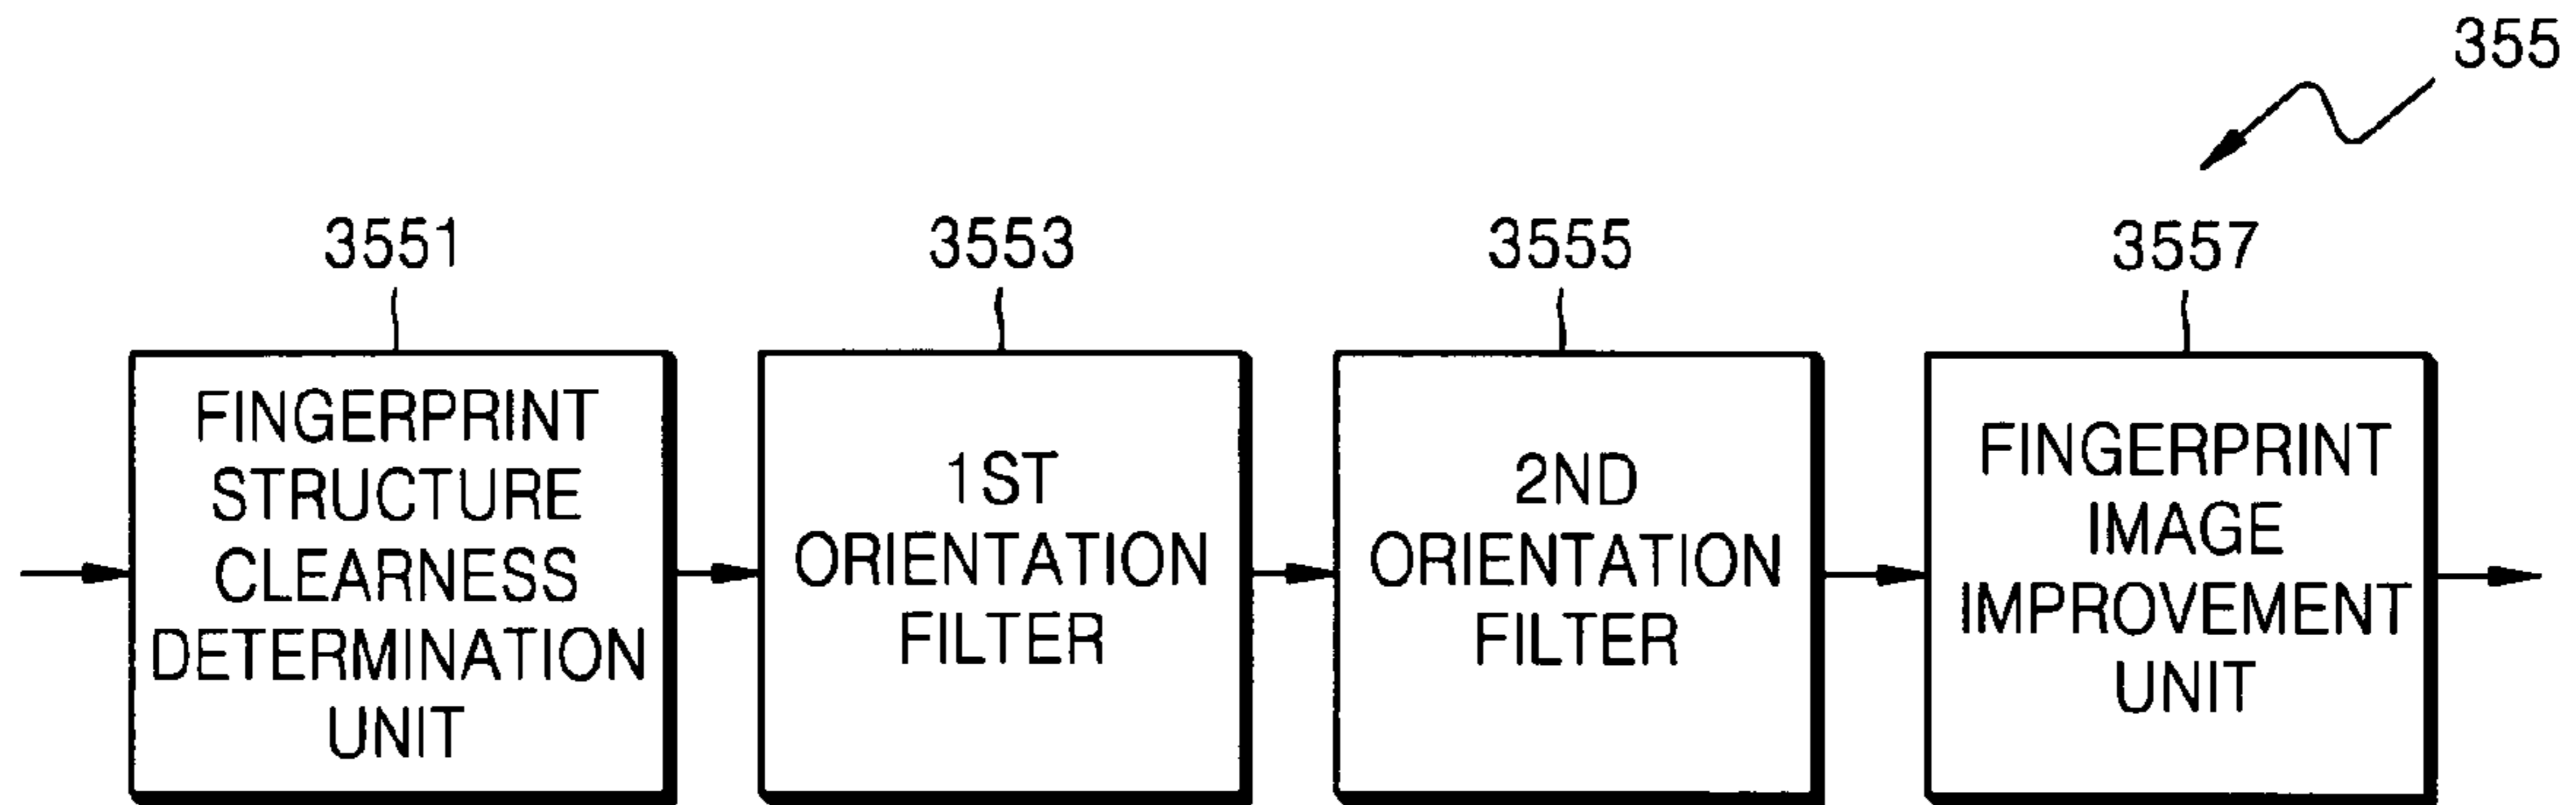 355
3551
3553
3555
3557
FINGERPRINT
STRUCTURE
CLEARNESS
DETERMINATION
UNIT
1ST
ORIENTATION
FILTER
2ND
ORIENTATION
FILTER
FINGERPRINT
IMAGE
IMPROVEMENT
UNIT